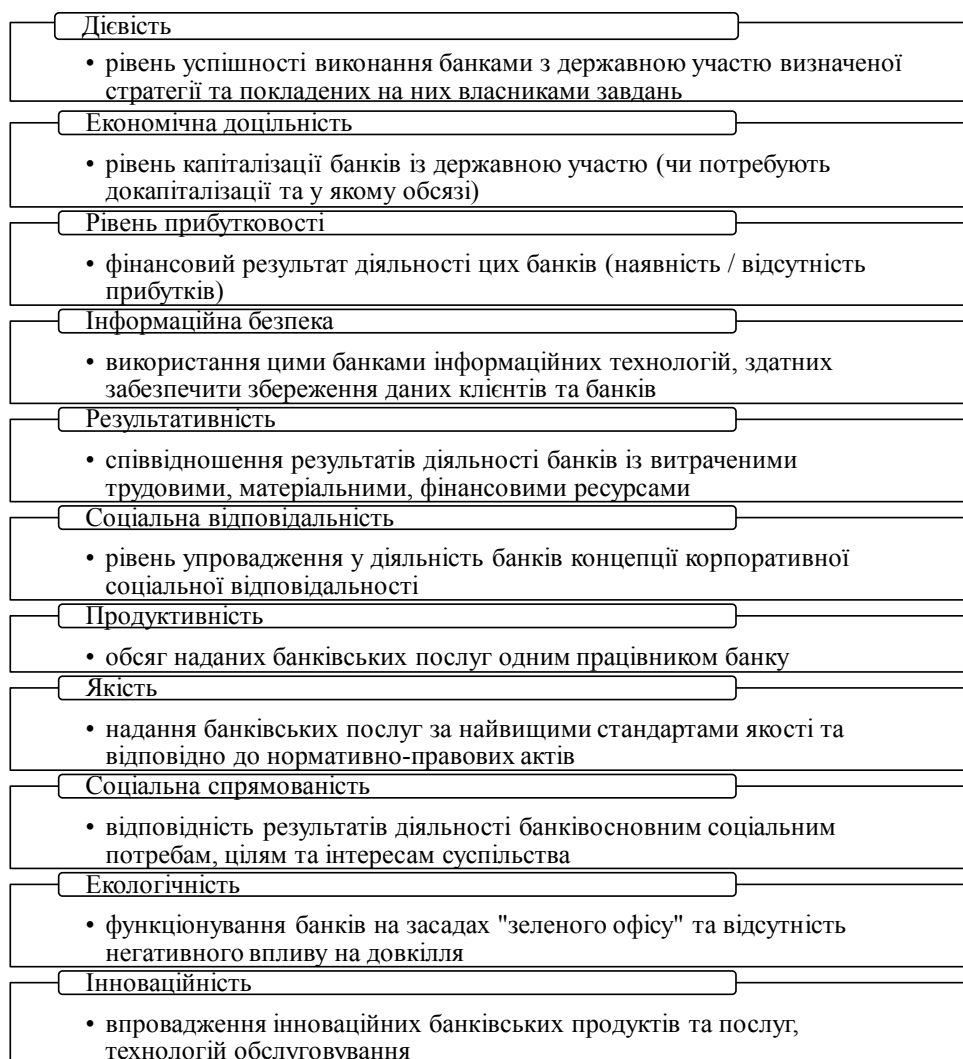 Дієвість
• рівень успішності виконання банками з державною участю визначеної
стратегії та покладених на них власниками завдань
Економічна доцільність
• рівень капіталізації банків із державною участю (чи потребують
докапіталізації та у якому обсязі)
Рівень прибутковості
• фінансовий результат діяльності цих банків (наявність / відсутність
прибутків)
Інформаційна безпека
• використання цими банками інформаційних технологій, здатних
забезпечити збереження даних клієнтів та банків
Результативність
• співвідношення результатів діяльності банків із витраченими
трудовими, матеріальними, фінансовими ресурсами
Соціальна відповідальність
• рівень упровадження у діяльність банків концепції корпоративної
соціальної відповідальності
Продуктивність
• обсяг наданих банківських послуг одним працівником банку
Якість
• надання банківських послуг за найвищими стандартами якості та
відповідно до нормативно-правових актів
Соціальна спрямованість
• відповідність результатів діяльності банківосновним соціальним
потребам, цілям та інтересам суспільства
Екологічність
• функціонування банків на засадах "зеленого офісу" та відсутність
негативного впливу на довкілля
Інноваційність
• впровадження інноваційних банківських продуктів та послуг,
технологій обслуговування